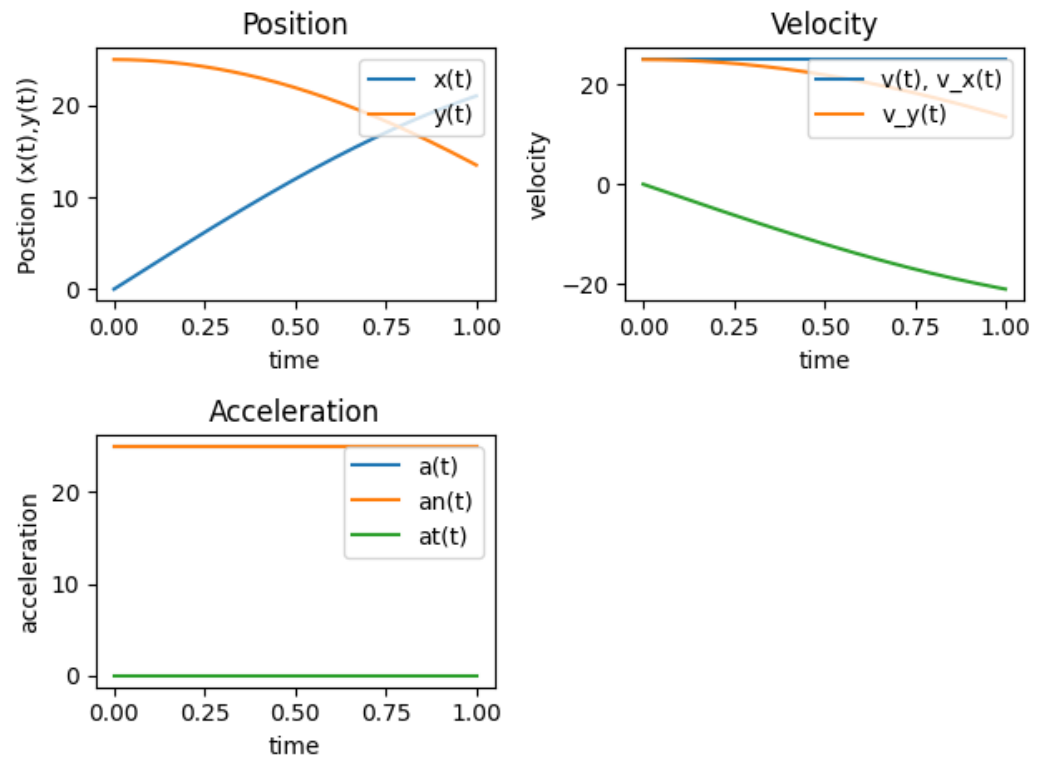 Position
Postion (x(t),y(t))
20
10
0
x(t)
y(t)
0.00 0.25 0.50 0.75 1.00
time
Velocity
velocity
20
0
−20
v(t), v_x(t)
v_y(t)
0.00 0.25 0.50 0.75 1.00
time
Acceleration
acceleration
20
10
0
a(t)
an(t)
at(t)
0.00 0.25 0.50 0.75 1.00
time